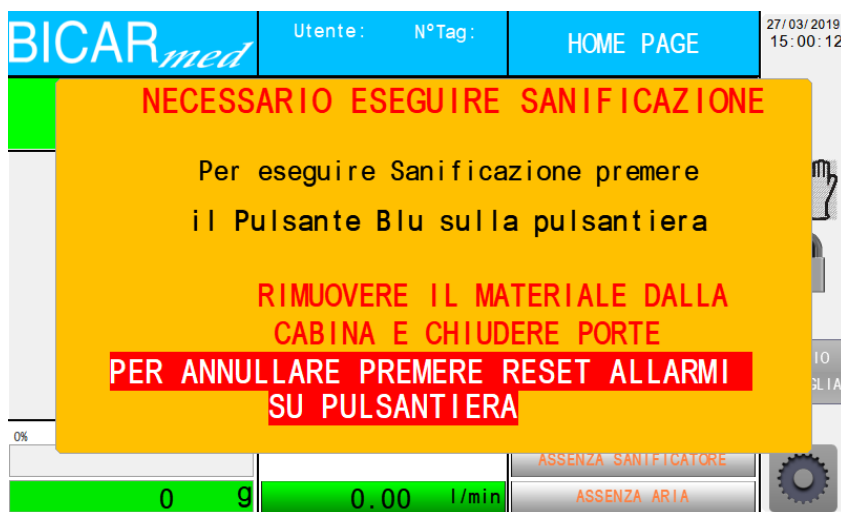 BICARmed
Utente: N°Tag:
HOME PAGE
27/03/2019
15:00:12
NECESSARIO ESEGUIRE SANIFICAZIONE
Per eseguire Sanificazione premere
il Pulsante Blu sulla pulsantiera
RIMUOVERE IL MATERIALE DALLA
CABINA E CHIUDERE PORTE
PER ANNULLARE PREMERE RESET ALLARMI
SU PULSANTIERA
0%
ASSENZA SANIFICATORE
0 g
0.00 l/min
ASSENZA ARIA